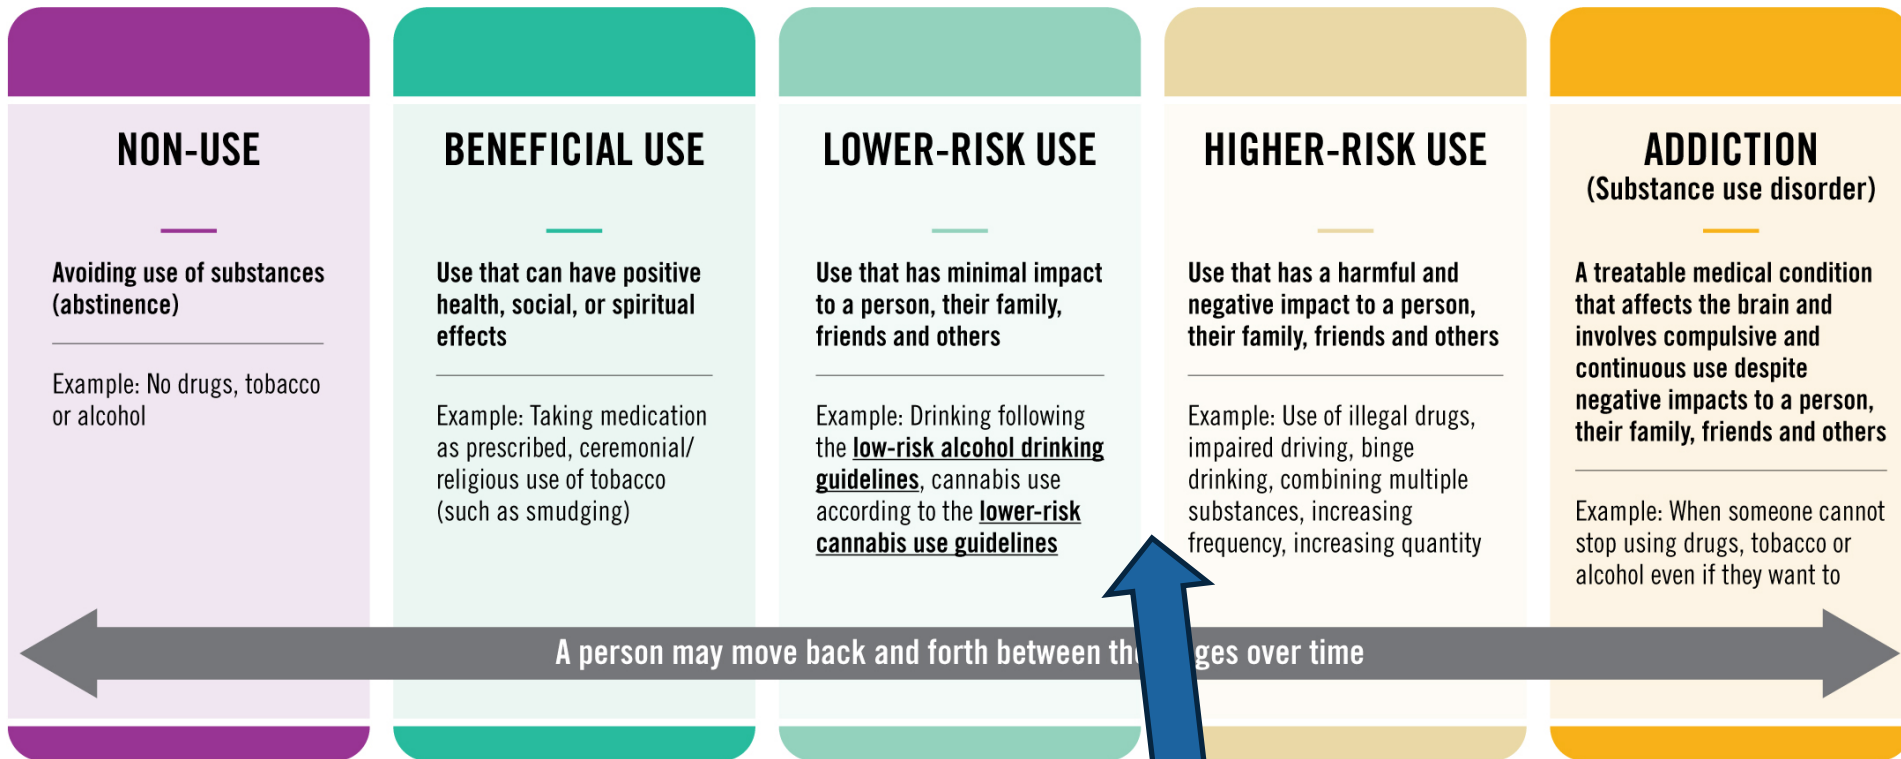 NON-USE
Avoiding use of substances
(abstinence)
Example: No drugs, tobacco
or alcohol
BENEFICIAL USE
Use that can have positive
health, social, or spiritual
effects
Example: Taking medication
as prescribed, ceremonial/
religious use of tobacco
(such as smudging)
LOWER-RISK USE
Use that has minimal impact
to a person, their family,
friends and others
Example: Drinking following
the low-risk alcohol drinking
guidelines, cannabis use
according to the lower-risk
cannabis use guidelines
HIGHER-RISK USE
Use that has a harmful and
negative impact to a person,
their family, friends and others
Example: Use of illegal drugs,
impaired driving, binge
drinking, combining multiple
substances, increasing
frequency, increasing quantity
ADDICTION
(Substance use disorder)
A treatable medical condition
that affects the brain and
involves compulsive and
continuous use despite
negative impacts to a person,
their family, friends and others
Example: When someone cannot
stop using drugs, tobacco or
alcohol even if they want to
A person may move back and forth between over time